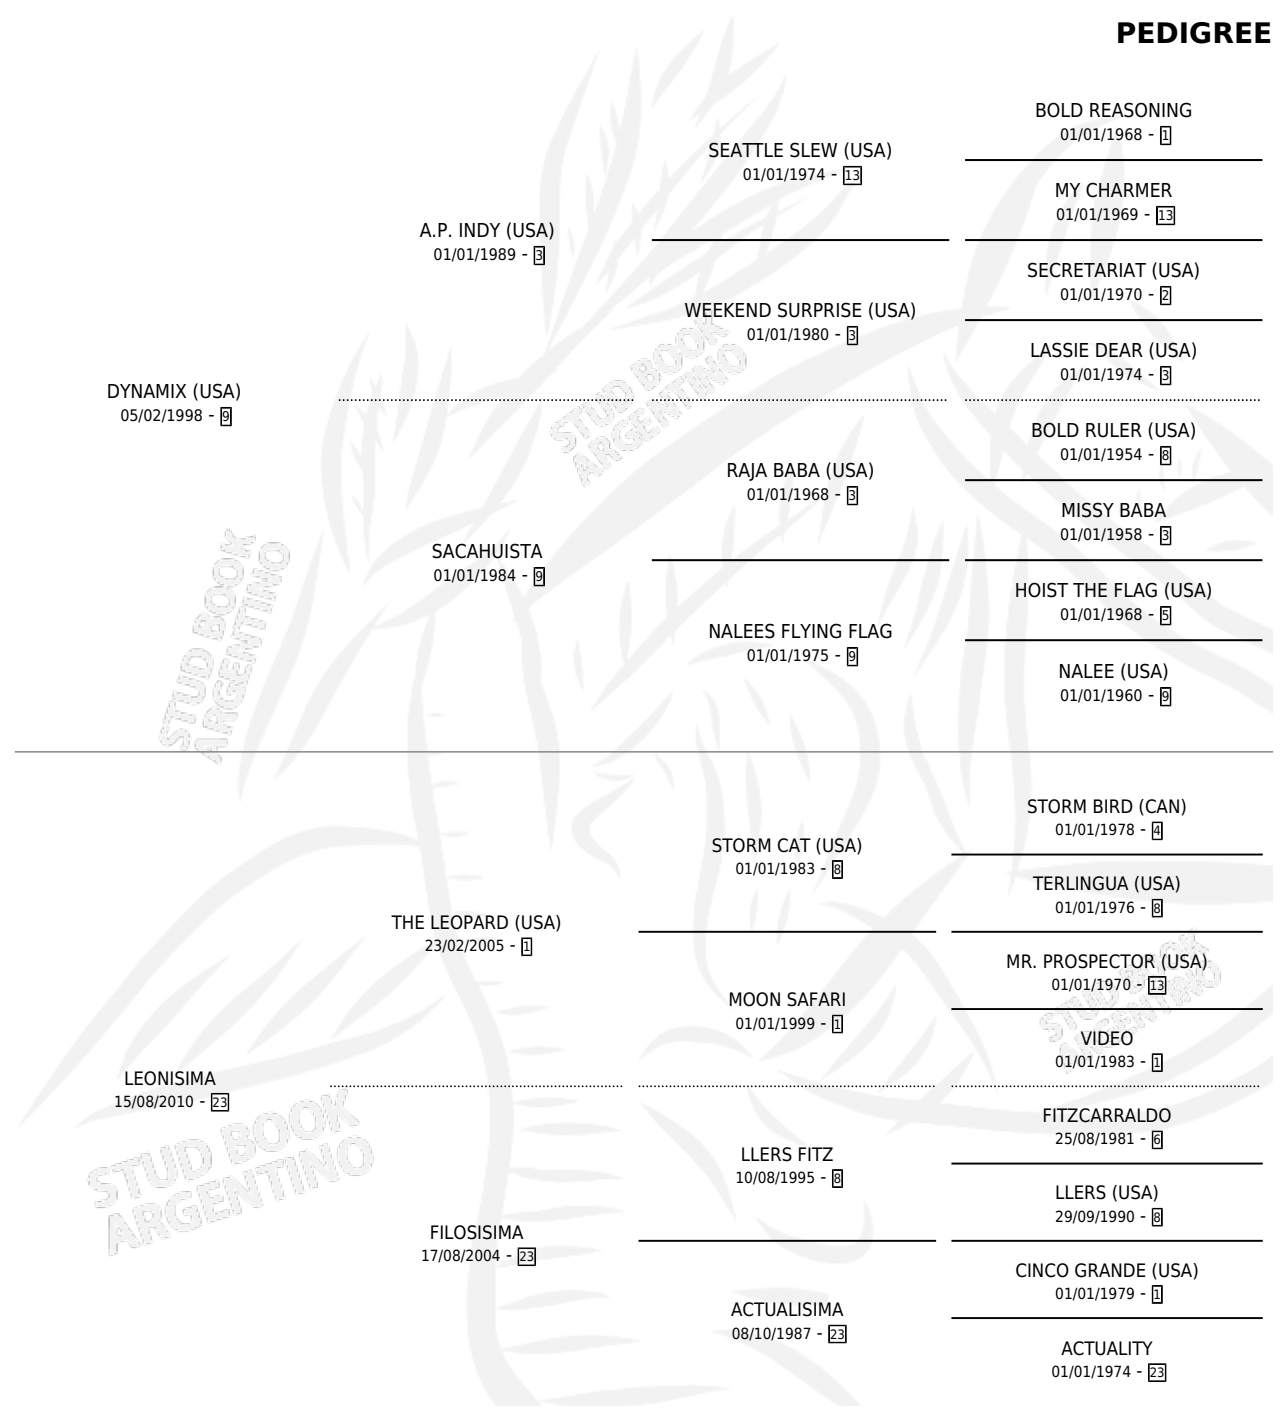 PEDIGREE
BOLD REASONING
01/01/1968 - 1
SEATTLE SLEW (USA)
01/01/1974 - 13
MY CHARMER
01/01/1969 - 13
A.P. INDY (USA)
01/01/1989 - 3
SECRETARIAT (USA)
01/01/1970 - 2
WEEKEND SURPRISE (USA)
01/01/1980 - 3
LASSIE DEAR (USA)
01/01/1974 - 3
DYNAMIX (USA)
05/02/1998 - 9
BOLD RULER (USA)
01/01/1954 - 8
RAJA BABA (USA)
01/01/1968 - 3
MISSY BABA
01/01/1958 - 3
SACAHUISTA
01/01/1984 - 9
HOIST THE FLAG (USA)
01/01/1968 - 5
NALEES FLYING FLAG
01/01/1975 - 9
NALEE (USA)
01/01/1960 - 9
STORM BIRD (CAN)
01/01/1978 - 4
STORM CAT (USA)
01/01/1983 - 8
TERLINGUA (USA)
01/01/1976 - 8
THE LEOPARD (USA)
23/02/2005 - 1
MR. PROSPECTOR (USA)
01/01/1970 - 13
MOON SAFARI
01/01/1999 - 1
VIDEO
01/01/1983 - 1
LEONISIMA
15/08/2010 - 23
FITZCARRALDO
25/08/1981 - 6
LLERS FITZ
10/08/1995 - 8
LLERS (USA)
29/09/1990 - 8
FILOSISIMA
17/08/2004 - 23
CINCO GRANDE (USA)
01/01/1979 - 1
ACTUALISIMA
08/10/1987 - 23
ACTUALITY
01/01/1974 - 23
STUD BOOK
ARGENTINO
STUD BOOK
ARGENTINO
STUD BOOK
ARGENTINO
STUD BOOK
ARGENTINO